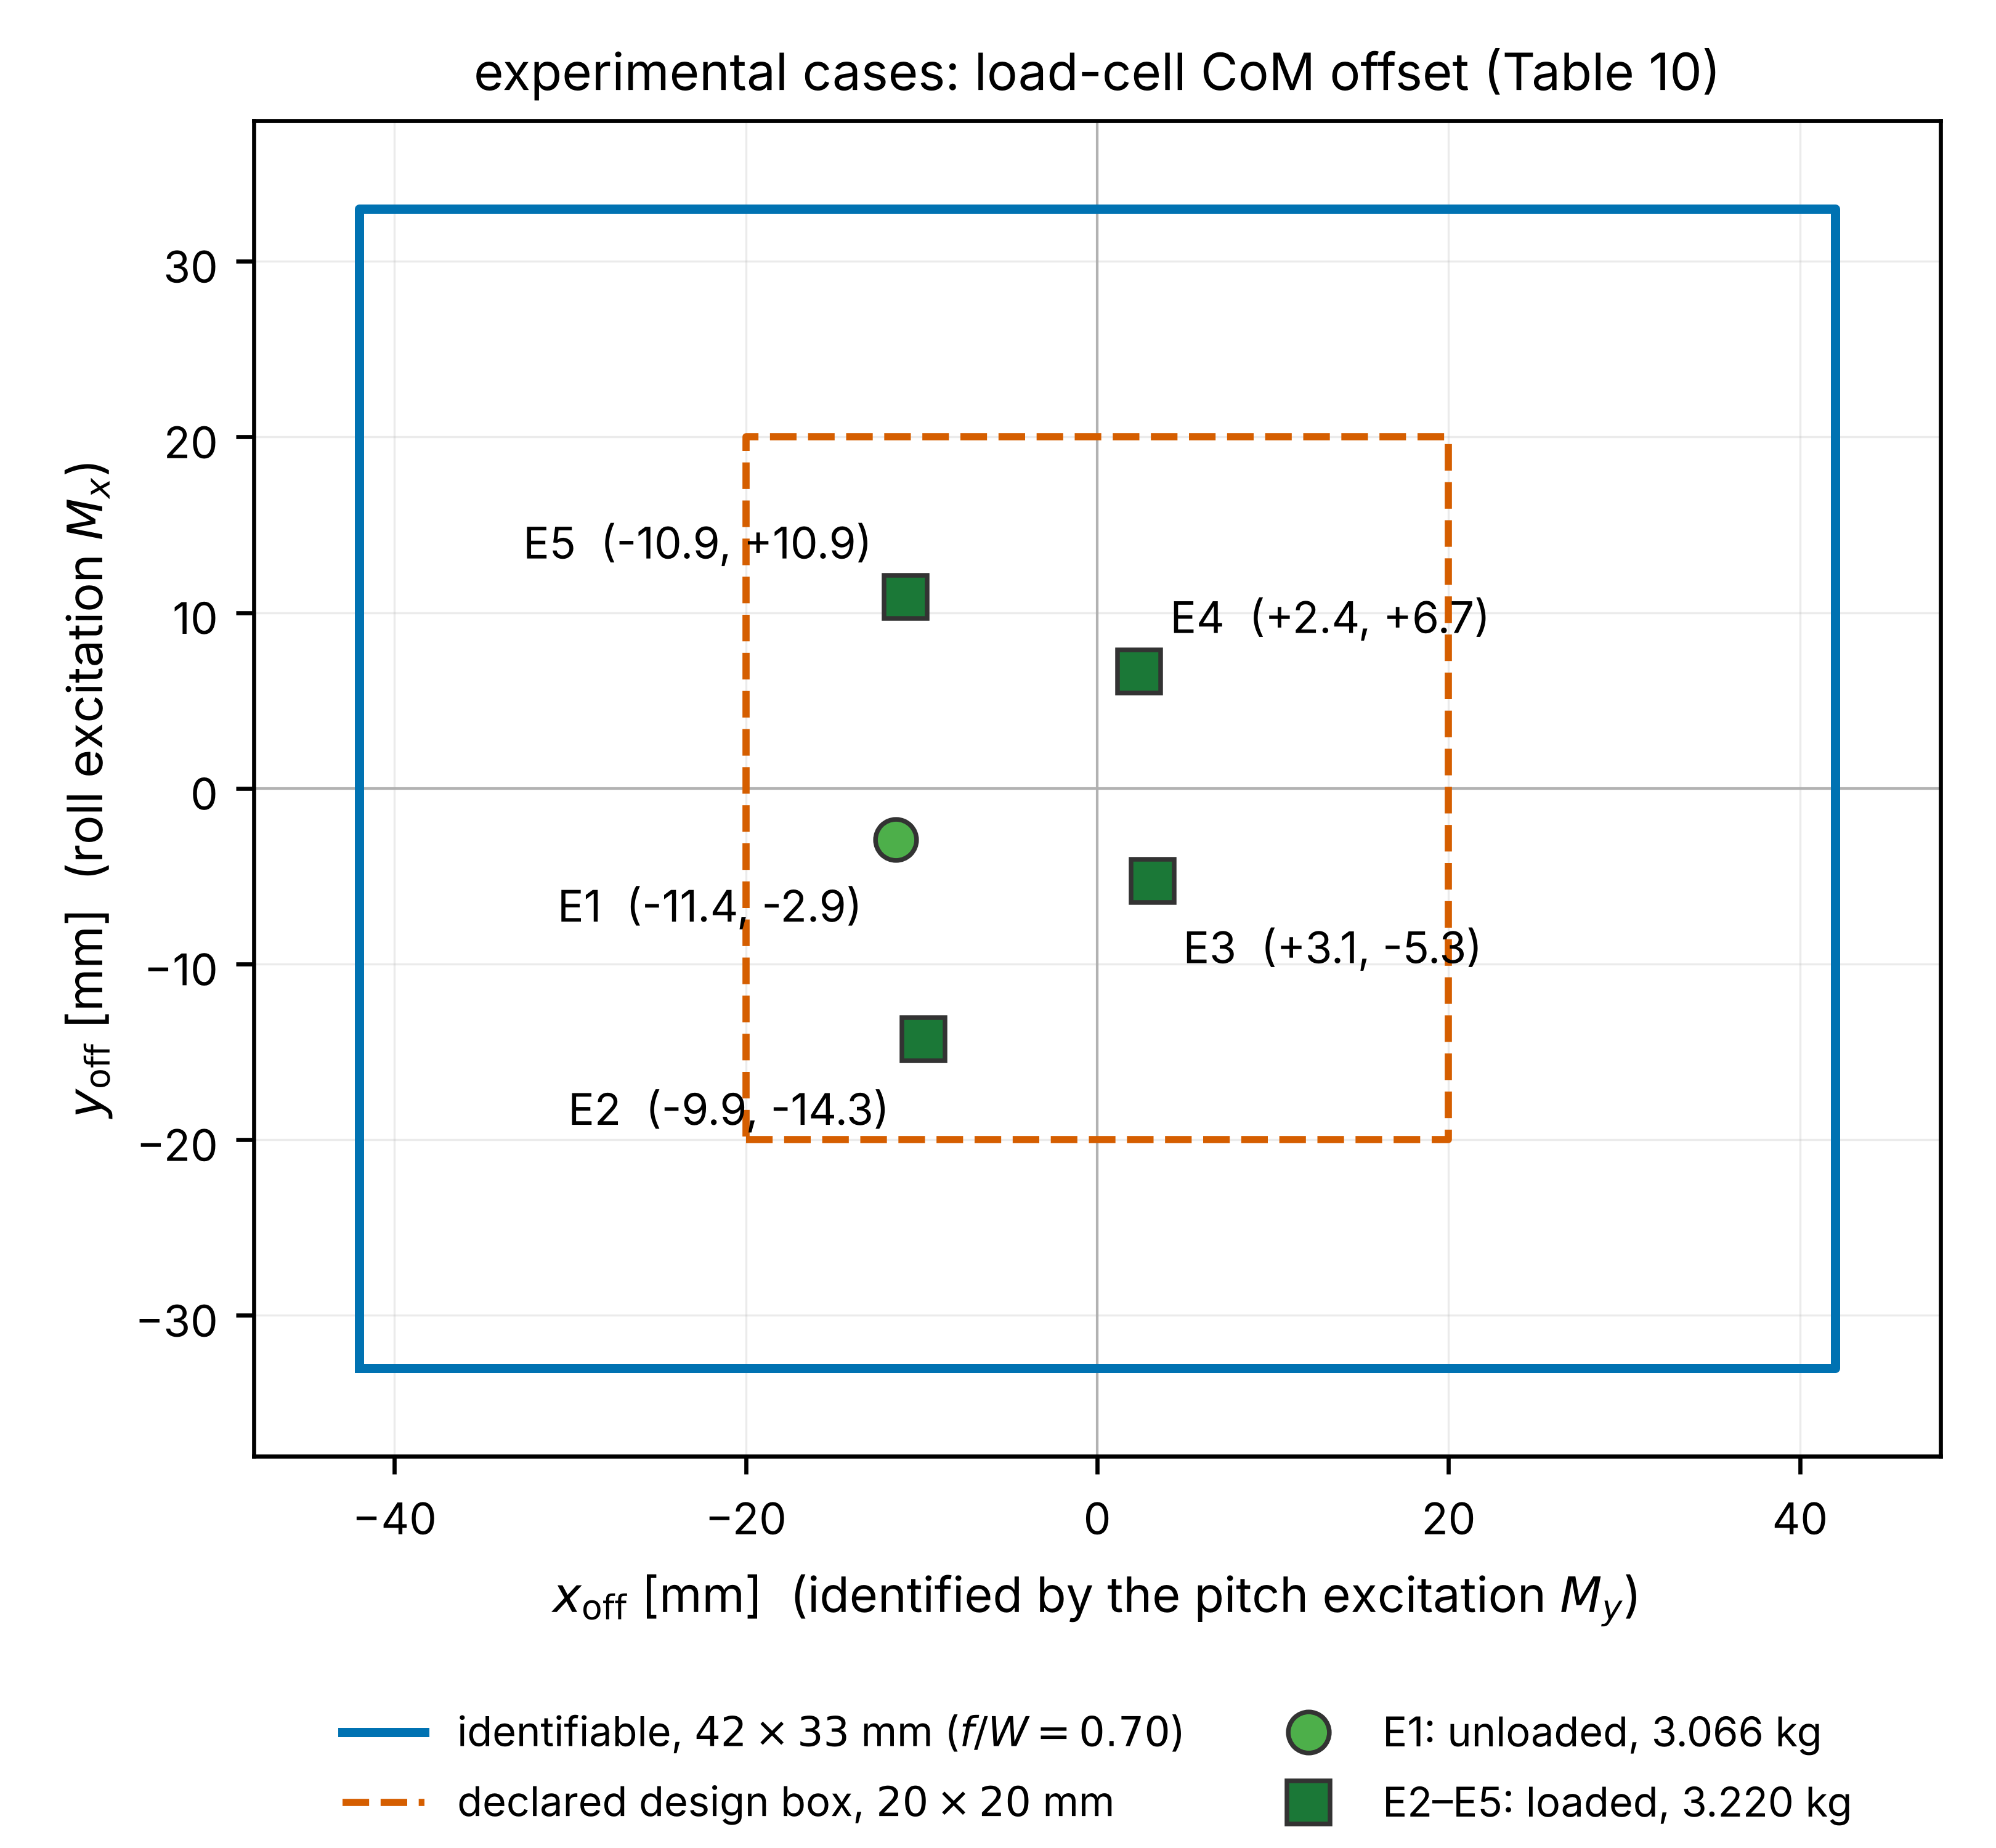 experimental cases: load-cell CoM offset (Table 10)
30
20
10
0
−10
−20
−30
y_off [mm]  (roll excitation M_x)
E5  (-10.9, +10.9)
E4  (+2.4, +6.7)
E1  (-11.4, -2.9)
E3  (+3.1, -5.3)
E2  (-9.9, -14.3)
−40
−20
0
20
40
x_off [mm]  (identified by the pitch excitation M_y)
identifiable, 42 × 33 mm (f/W = 0.70)
declared design box, 20 × 20 mm
E1: unloaded, 3.066 kg
E2–E5: loaded, 3.220 kg